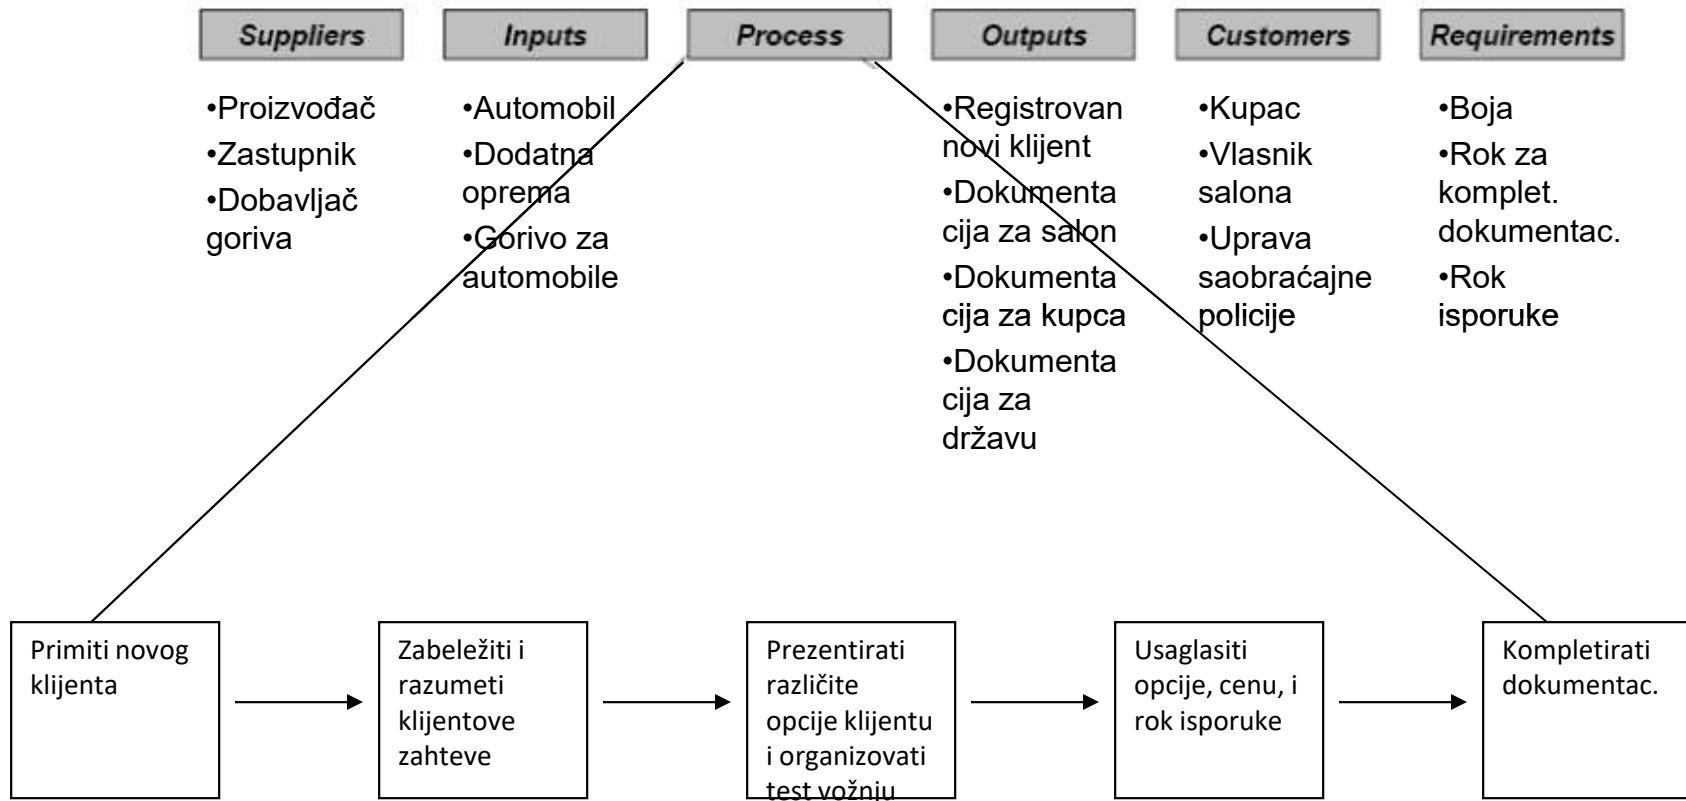 Suppliers
Inputs
Process
Outputs
Customers
Requirements
•Proizvođač
•Zastupnik
•Dobavljač
goriva
•Automobil
•Dodatna
oprema
•Gorivo za
automobile
•Registrovan
novi klijent
•Dokumenta
cija za salon
•Dokumenta
cija za kupca
•Dokumenta
cija za
državu
•Kupac
•Vlasnik
salona
•Uprava
saobraćajne
policije
•Boja
•Rok za
komplet.
dokumentac.
•Rok
isporuke
Primiti novog
klijenta
Zabeležiti i
razumeti
klijentove
zahteve
Prezentirati
različite
opcije klijentu
i organizovati
test vožnju
Usaglasiti
opcije, cenu, i
rok isporuke
Kompletirati
dokumentac.